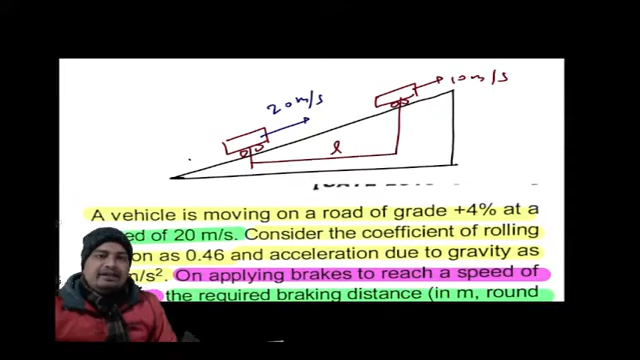 20m/s
10m/s
l
A vehicle is moving on a road of grade +4% at a
of 20 m/s. Consider the coefficient of rolling
as 0.46 and acceleration due to gravity as
m/s². On applying brakes to reach a speed of
the required braking distance (in m, round